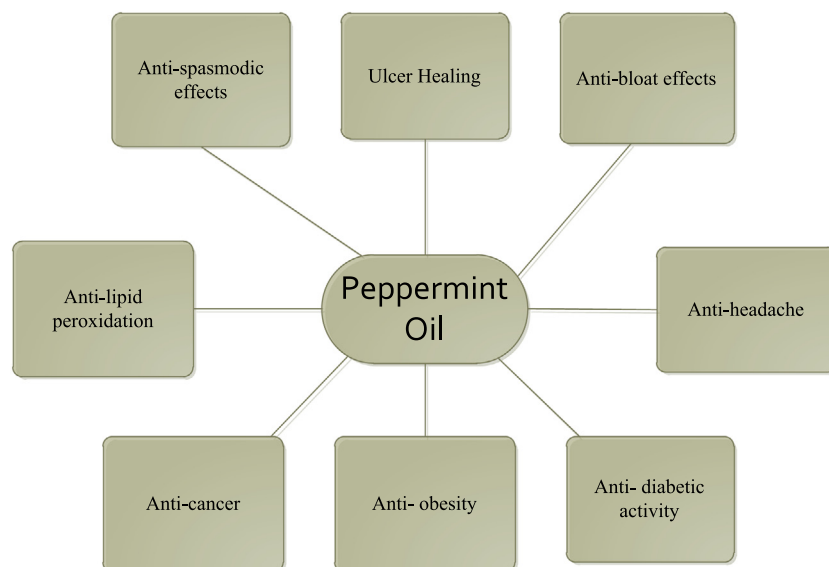 Anti-spasmodic
effects
Ulcer Healing
Anti-bloat effects
Anti-lipid
peroxidation
Peppermint
Oil
Anti-headache
Anti-cancer
Anti- obesity
Anti- diabetic
activity